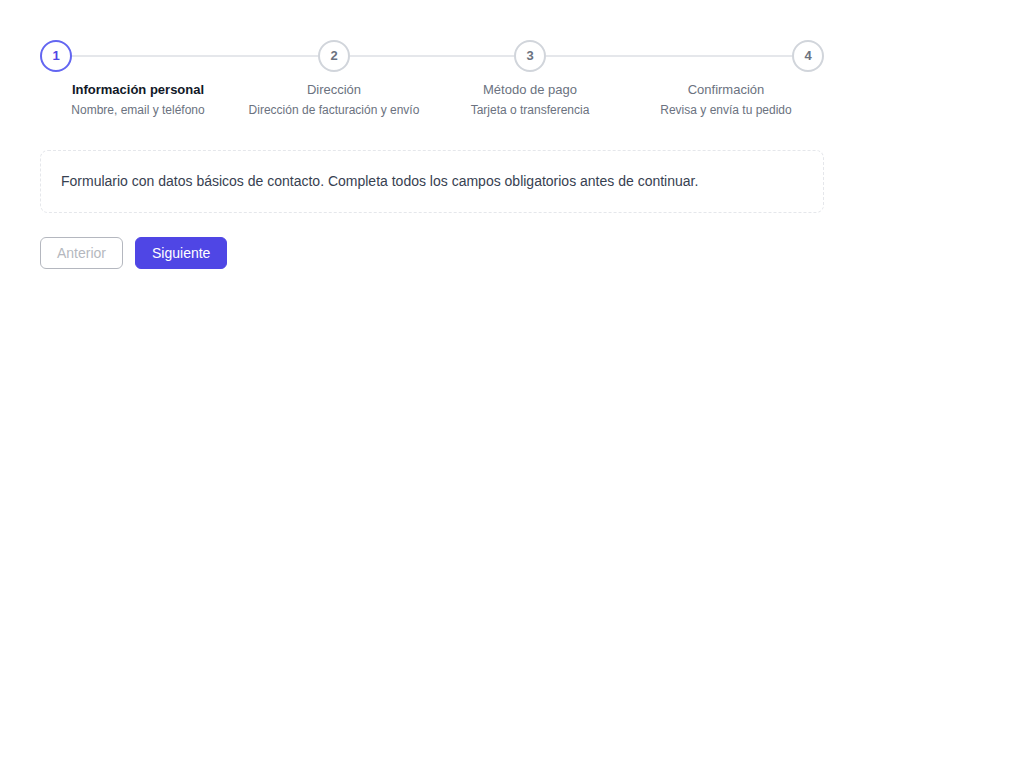 1
2
3
4
Información personal
Dirección
Método de pago
Confirmación
Nombre, email y teléfono
Dirección de facturación y envío
Tarjeta o transferencia
Revisa y envía tu pedido
Formulario con datos básicos de contacto. Completa todos los campos obligatorios antes de continuar.
Anterior
Siguiente